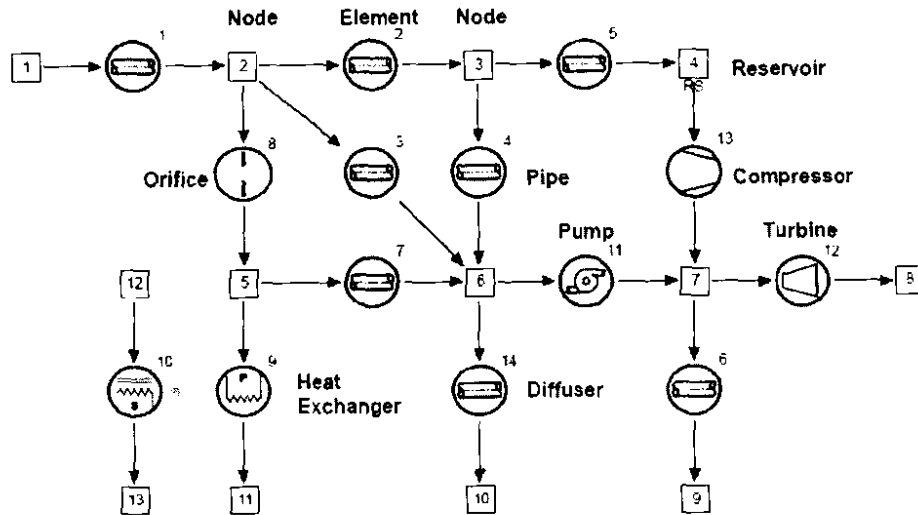 Node Element Node
1 2 5
1 2 3 4 Reservoir
RS
8 3 4 13
Orifice Pipe Compressor
Pump Turbine
7 11 12
12 5 6 7 8
10 9 14 6
P
S
Heat
Exchanger
Diffuser
13 11 10 9